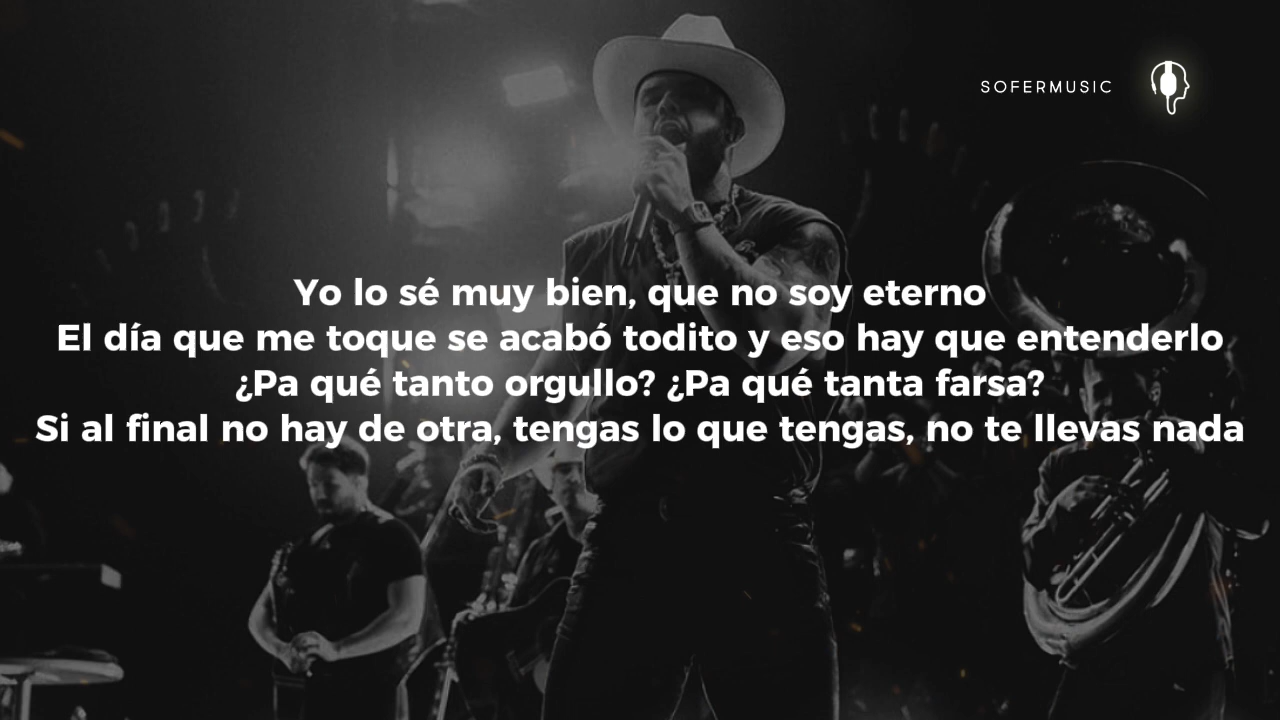 SOFERMUSIC
Yo lo sé muy bien, que no soy eterno
El día que me toque se acabó todito y eso hay que entenderlo
¿Pa qué tanto orgullo? ¿Pa qué tanta farsa?
Si al final no hay de otra, tengas lo que tengas, no te llevas nada